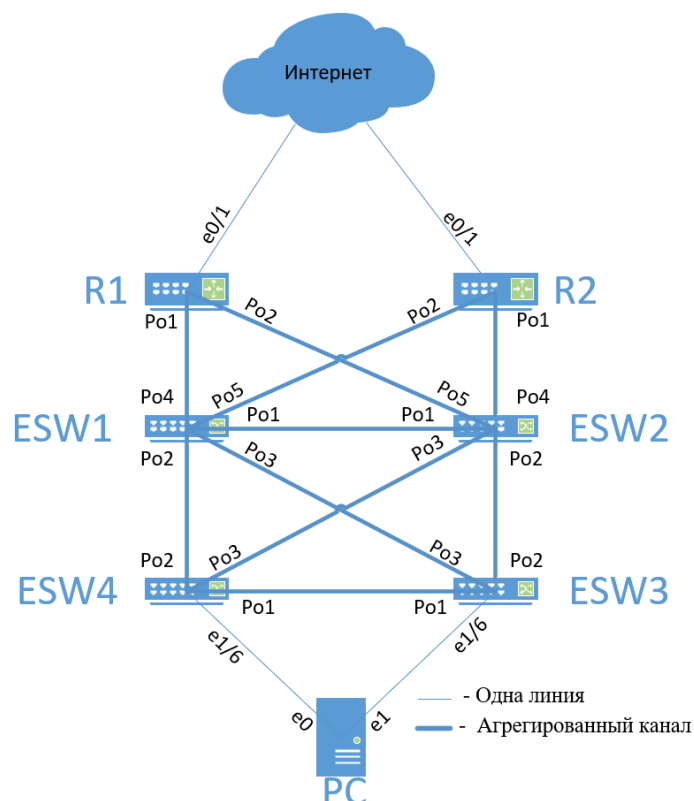 Интернет
e0/1
e0/1
R1
R2
Po1
Po2
Po2
Po1
Po4
Po5
Po5
Po4
ESW1
Po1
Po1
ESW2
Po2
Po3
Po3
Po2
Po2
Po3
Po3
Po2
ESW4
Po1
Po1
ESW3
e1/6
e1/6
e0
e1
- Одна линия
- Агрегированный канал
PC